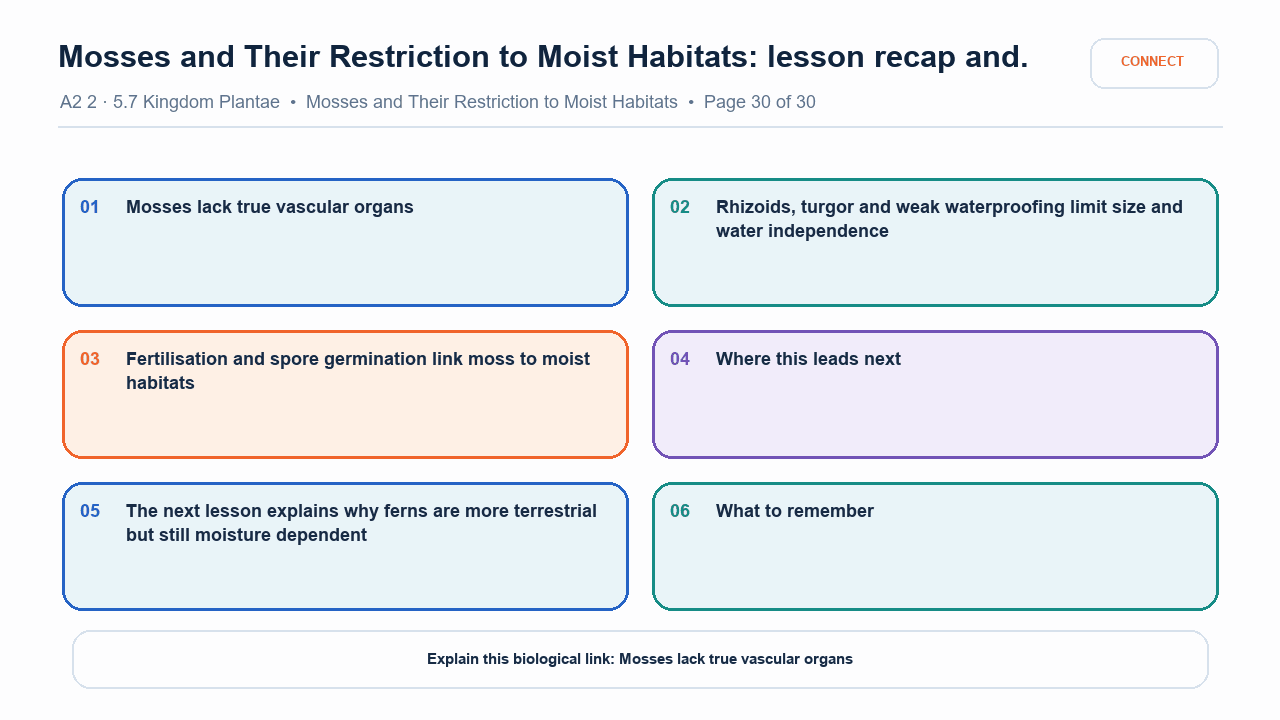 Mosses and Their Restriction to Moist Habitats: lesson recap and.
CONNECT
A2 2 · 5.7 Kingdom Plantae • Mosses and Their Restriction to Moist Habitats • Page 30 of 30
01 Mosses lack true vascular organs
02 Rhizoids, turgor and weak waterproofing limit size and
water independence
03 Fertilisation and spore germination link moss to moist
habitats
04 Where this leads next
05 The next lesson explains why ferns are more terrestrial
but still moisture dependent
06 What to remember
Explain this biological link: Mosses lack true vascular organs